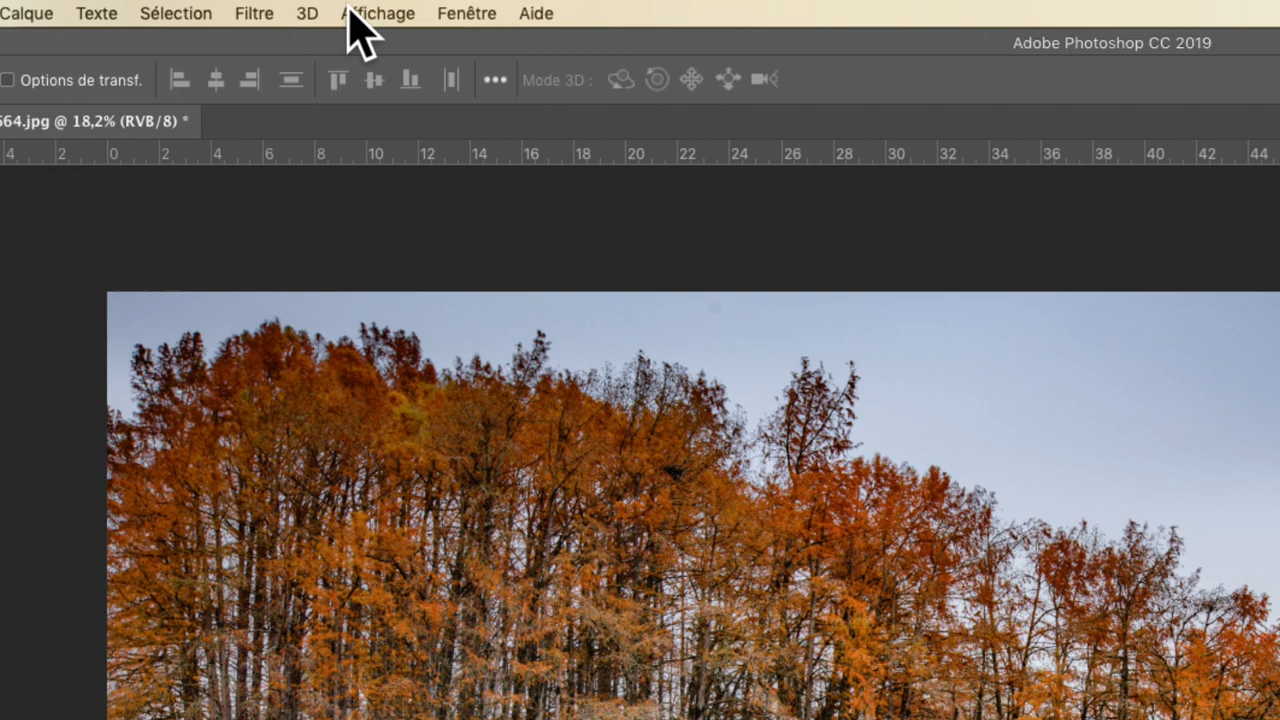 Calque Texte Sélection Filtre 3D Affichage Fenêtre Aide
Adobe Photoshop CC 2019
Options de transf. ••• Mode 3D :
564.jpg @ 18,2% (RVB/8) *
4 2 0 2 4 6 8 10 12 14 16 18 20 22 24 26 28 30 32 34 36 38 40 42 44